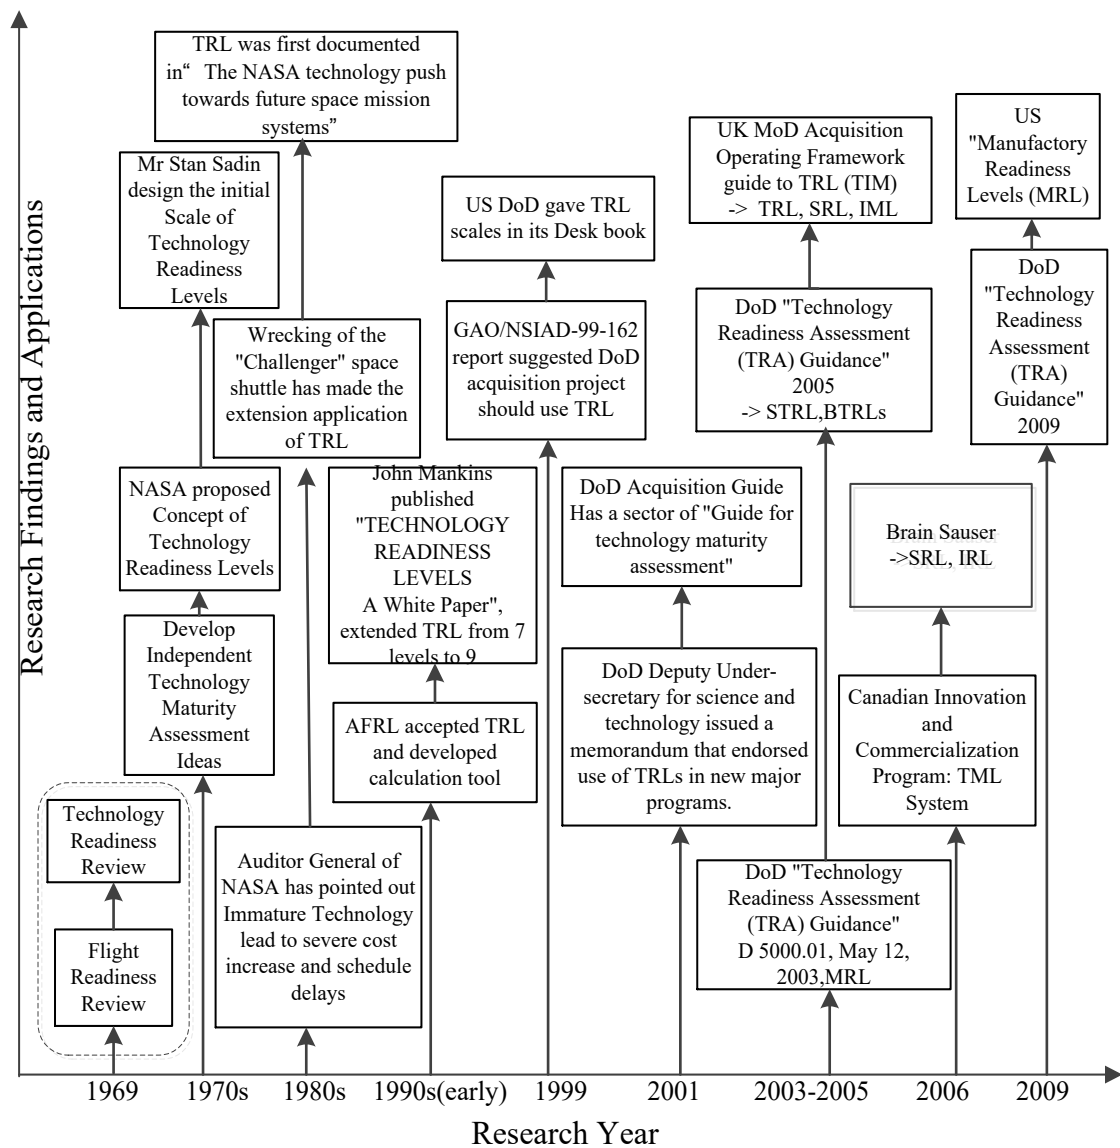 Research Findings and Applications
TRL was first documented
in“ The NASA technology push
towards future space mission
systems”
Mr Stan Sadin
design the initial
Scale of
Technology
Readiness
Levels
Wrecking of the
"Challenger" space
shuttle has made the
extension application
of TRL
NASA proposed
Concept of
Technology
Readiness Levels
Develop
Independent
Technology
Maturity
Assessment
Ideas
Technology
Readiness
Review
Flight
Readiness
Review
Auditor General of
NASA has pointed out
Immature Technology
lead to severe cost
increase and schedule
delays
John Mankins
published
"TECHNOLOGY
READINESS
LEVELS
A White Paper",
extended TRL from 7
levels to 9
AFRL accepted TRL
and developed
calculation tool
US DoD gave TRL
scales in its Desk book
GAO/NSIAD-99-162
report suggested DoD
acquisition project
should use TRL
DoD Acquisition Guide
Has a sector of "Guide for
technology maturity
assessment"
DoD Deputy Under-
secretary for science and
technology issued a
memorandum that endorsed
use of TRLs in new major
programs.
UK MoD Acquisition
Operating Framework
guide to TRL (TIM)
-> TRL, SRL, IML
DoD "Technology
Readiness Assessment
(TRA) Guidance"
2005
-> STRL,BTRLs
DoD "Technology
Readiness Assessment
(TRA) Guidance"
D 5000.01, May 12,
2003,MRL
Brain Sauser
->SRL, IRL
Canadian Innovation
and
Commercialization
Program: TML
System
US
"Manufactory
Readiness
Levels (MRL)
DoD
"Technology
Readiness
Assessment
(TRA)
Guidance"
2009
1969
1970s
1980s
1990s(early)
1999
2001
2003-2005
2006
2009
Research Year